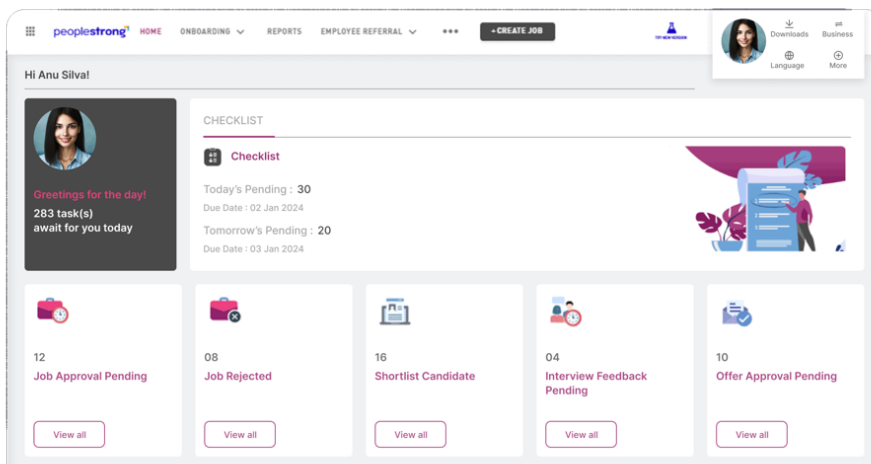 peoplestrong
HOME
ONBOARDING
REPORTS
EMPLOYEE REFERRAL
+CREATE JOB
TRY NEW VERSION
Downloads
Business
Language
More
Hi Anu Silva!
Greetings for the day!
283 task(s)
await for you today
CHECKLIST
Checklist
Today's Pending : 30
Due Date : 02 Jan 2024
Tomorrow's Pending : 20
Due Date : 03 Jan 2024
12
Job Approval Pending
View all
08
Job Rejected
View all
16
Shortlist Candidate
View all
04
Interview Feedback
Pending
View all
10
Offer Approval Pending
View all